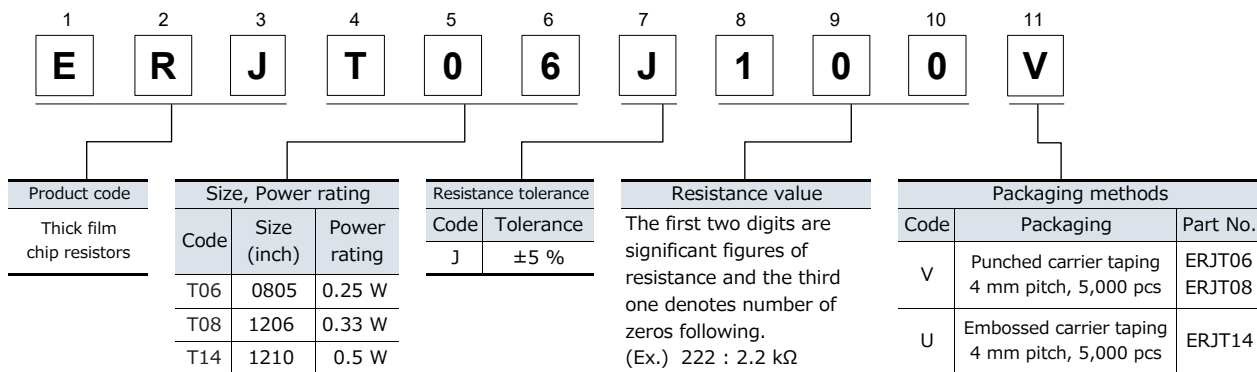 1 2 3 4 5 6 7 8 9 10 11
E R J T 0 6 J 1 0 0 V
Product code
Thick film
chip resistors
Size, Power rating
Code Size (inch) Power rating
T06 0805 0.25 W
T08 1206 0.33 W
T14 1210 0.5 W
Resistance tolerance
Code Tolerance
J ±5 %
Resistance value
The first two digits are
significant figures of
resistance and the third
one denotes number of
zeros following.
(Ex.) 222 : 2.2 kΩ
Packaging methods
Code Packaging Part No.
V Punched carrier taping 4 mm pitch, 5,000 pcs ERJT06 ERJT08
U Embossed carrier taping 4 mm pitch, 5,000 pcs ERJT14